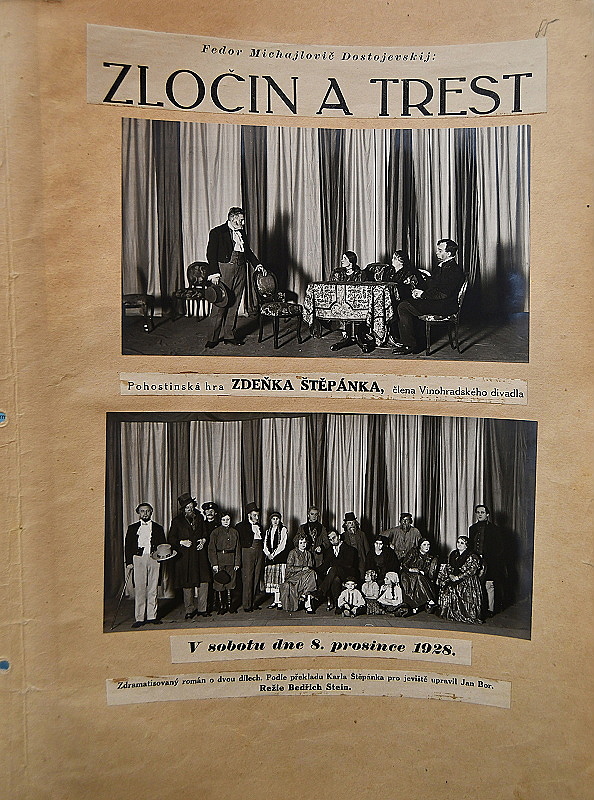 85
Fedor Michajlovič Dostojevskij:
ZLOČIN A TREST
Pohostinská hra ZDEŇKA ŠTĚPÁNKA, člena Vinohradského divadla
V sobotu dne 8. prosince 1928.
Zdramatisovaný román o dvou dílech. Podle překladu Karla Štěpánka pro jeviště upravil Jan Bor.
Režie Bedřich Stein.